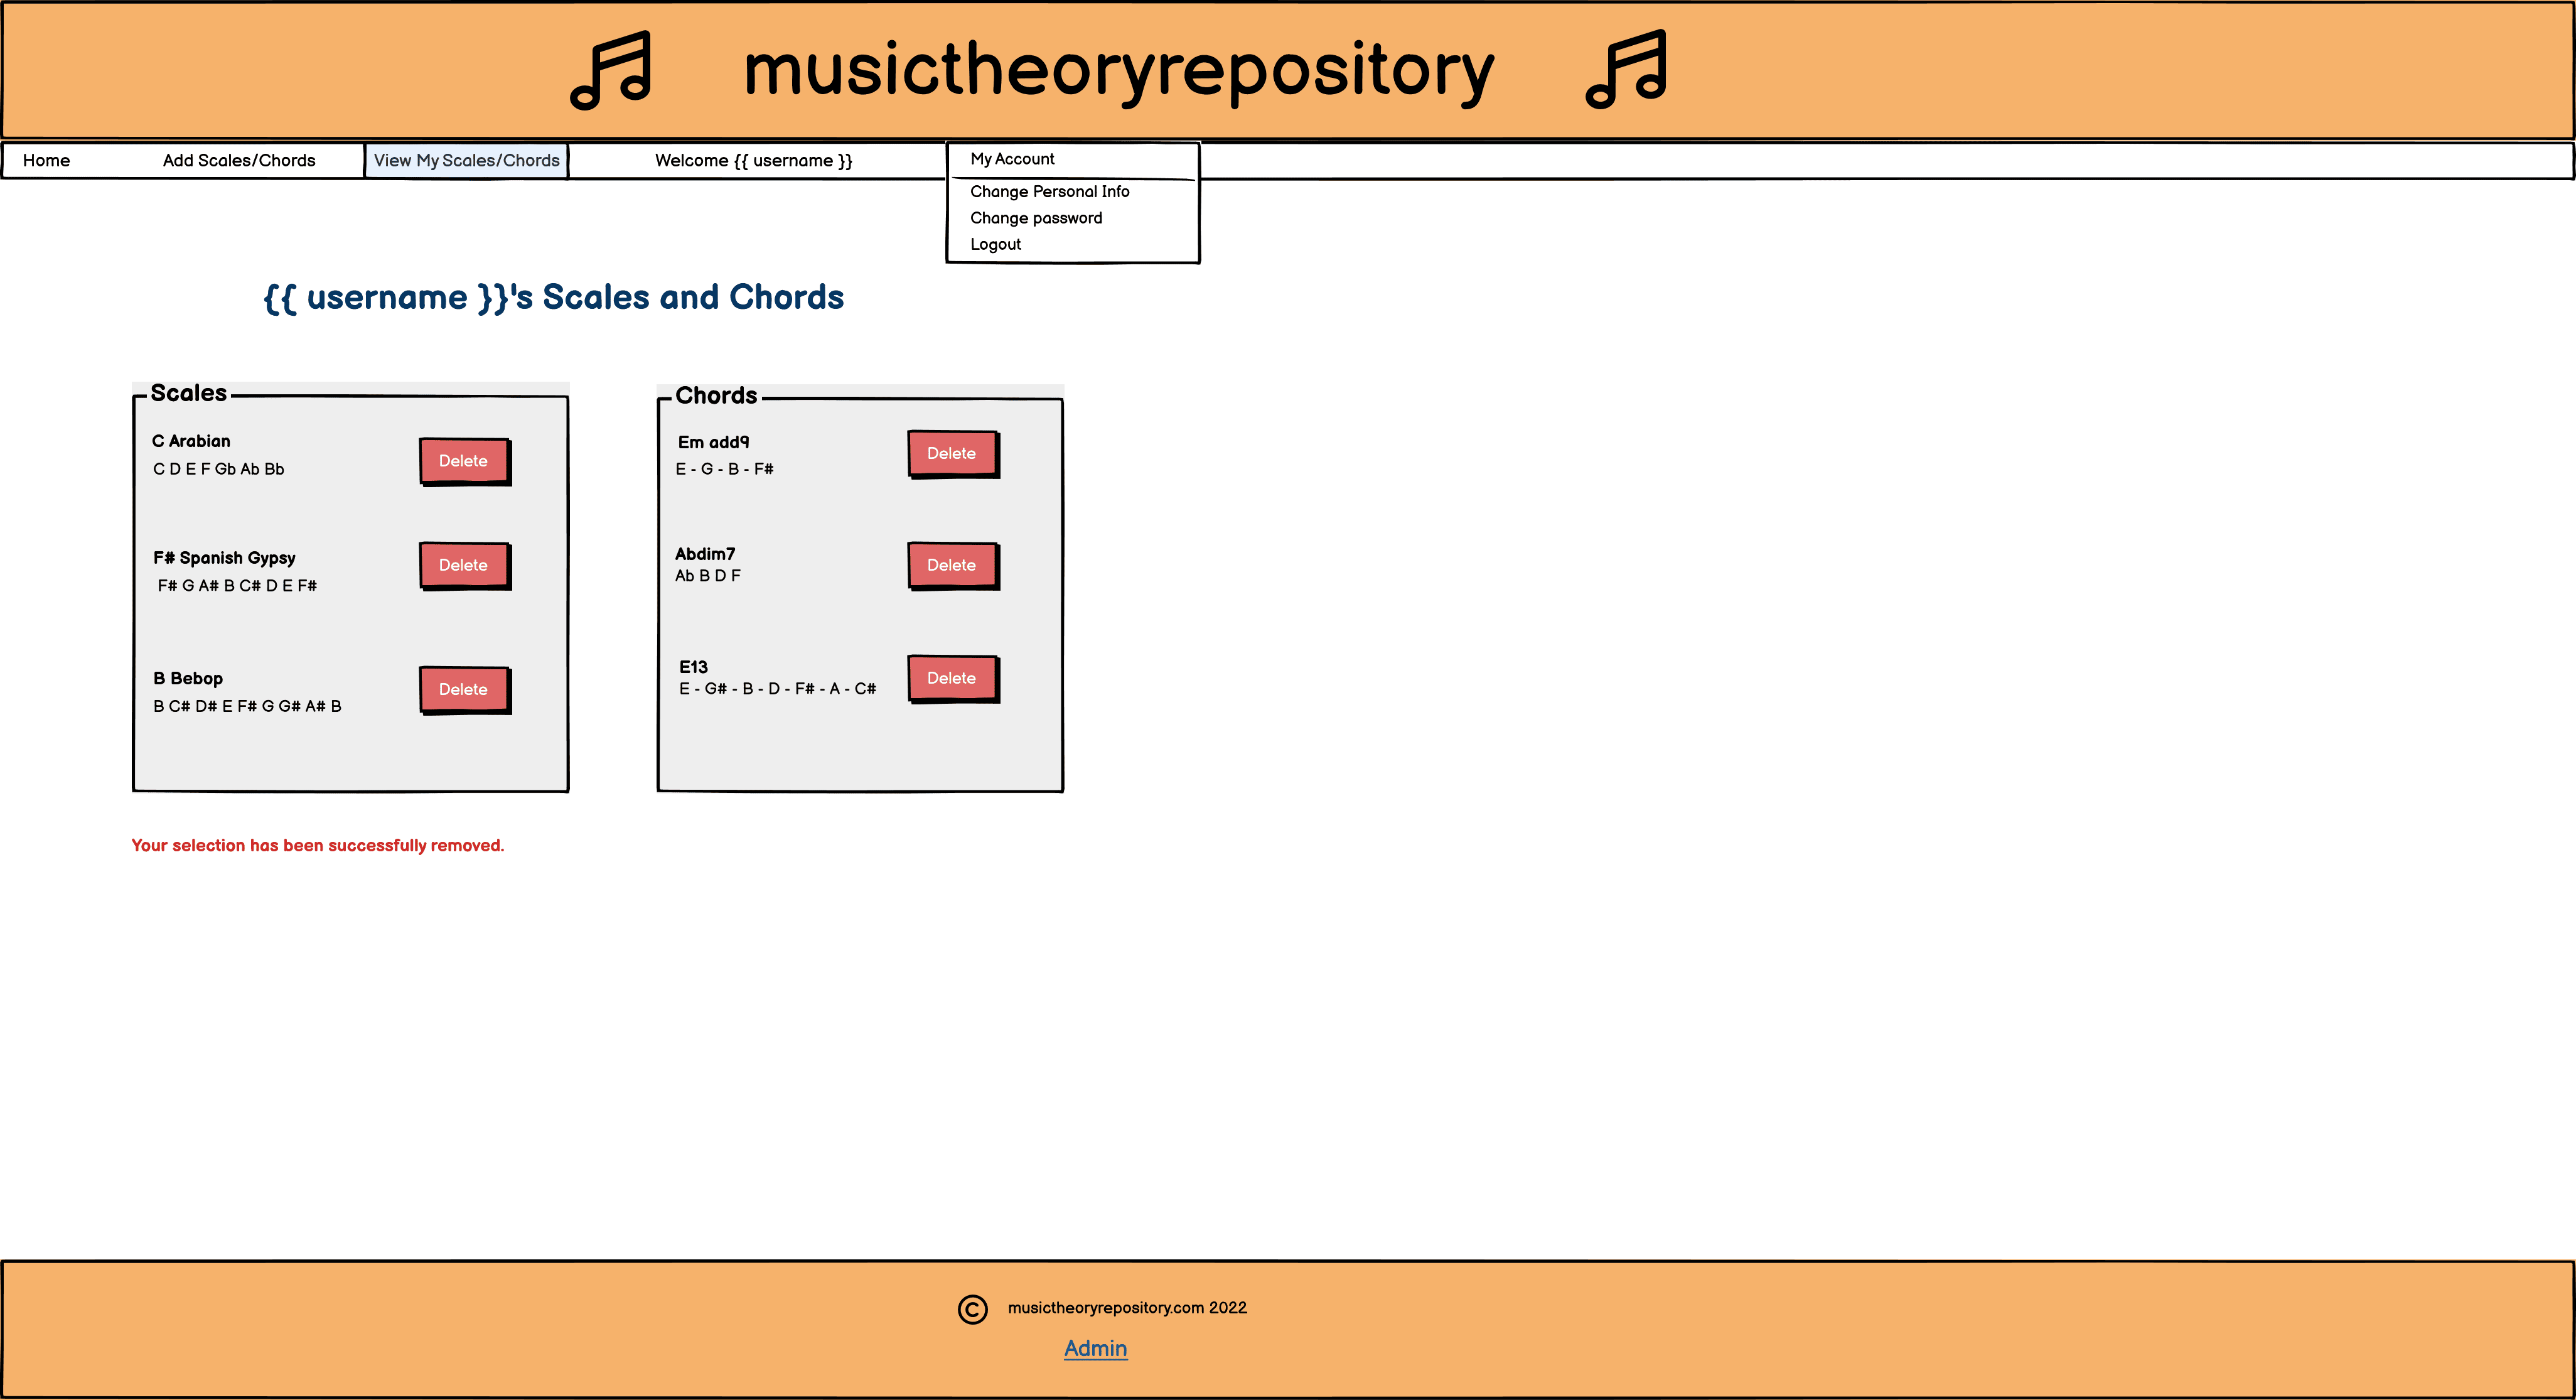 musictheoryrepository
Home Add Scales/Chords View My Scales/Chords Welcome {{ username }} My Account
Change Personal Info
Change password
Logout
{{ username }}'s Scales and Chords
Scales
C Arabian
C D E F Gb Ab Bb
Delete
F# Spanish Gypsy
F# G A# B C# D E F#
Delete
B Bebop
B C# D# E F# G G# A# B
Delete
Chords
Em add9
E - G - B - F#
Delete
Abdim7
Ab B D F
Delete
E13
E - G# - B - D - F# - A - C#
Delete
Your selection has been successfully removed.
© musictheoryrepository.com 2022
Admin